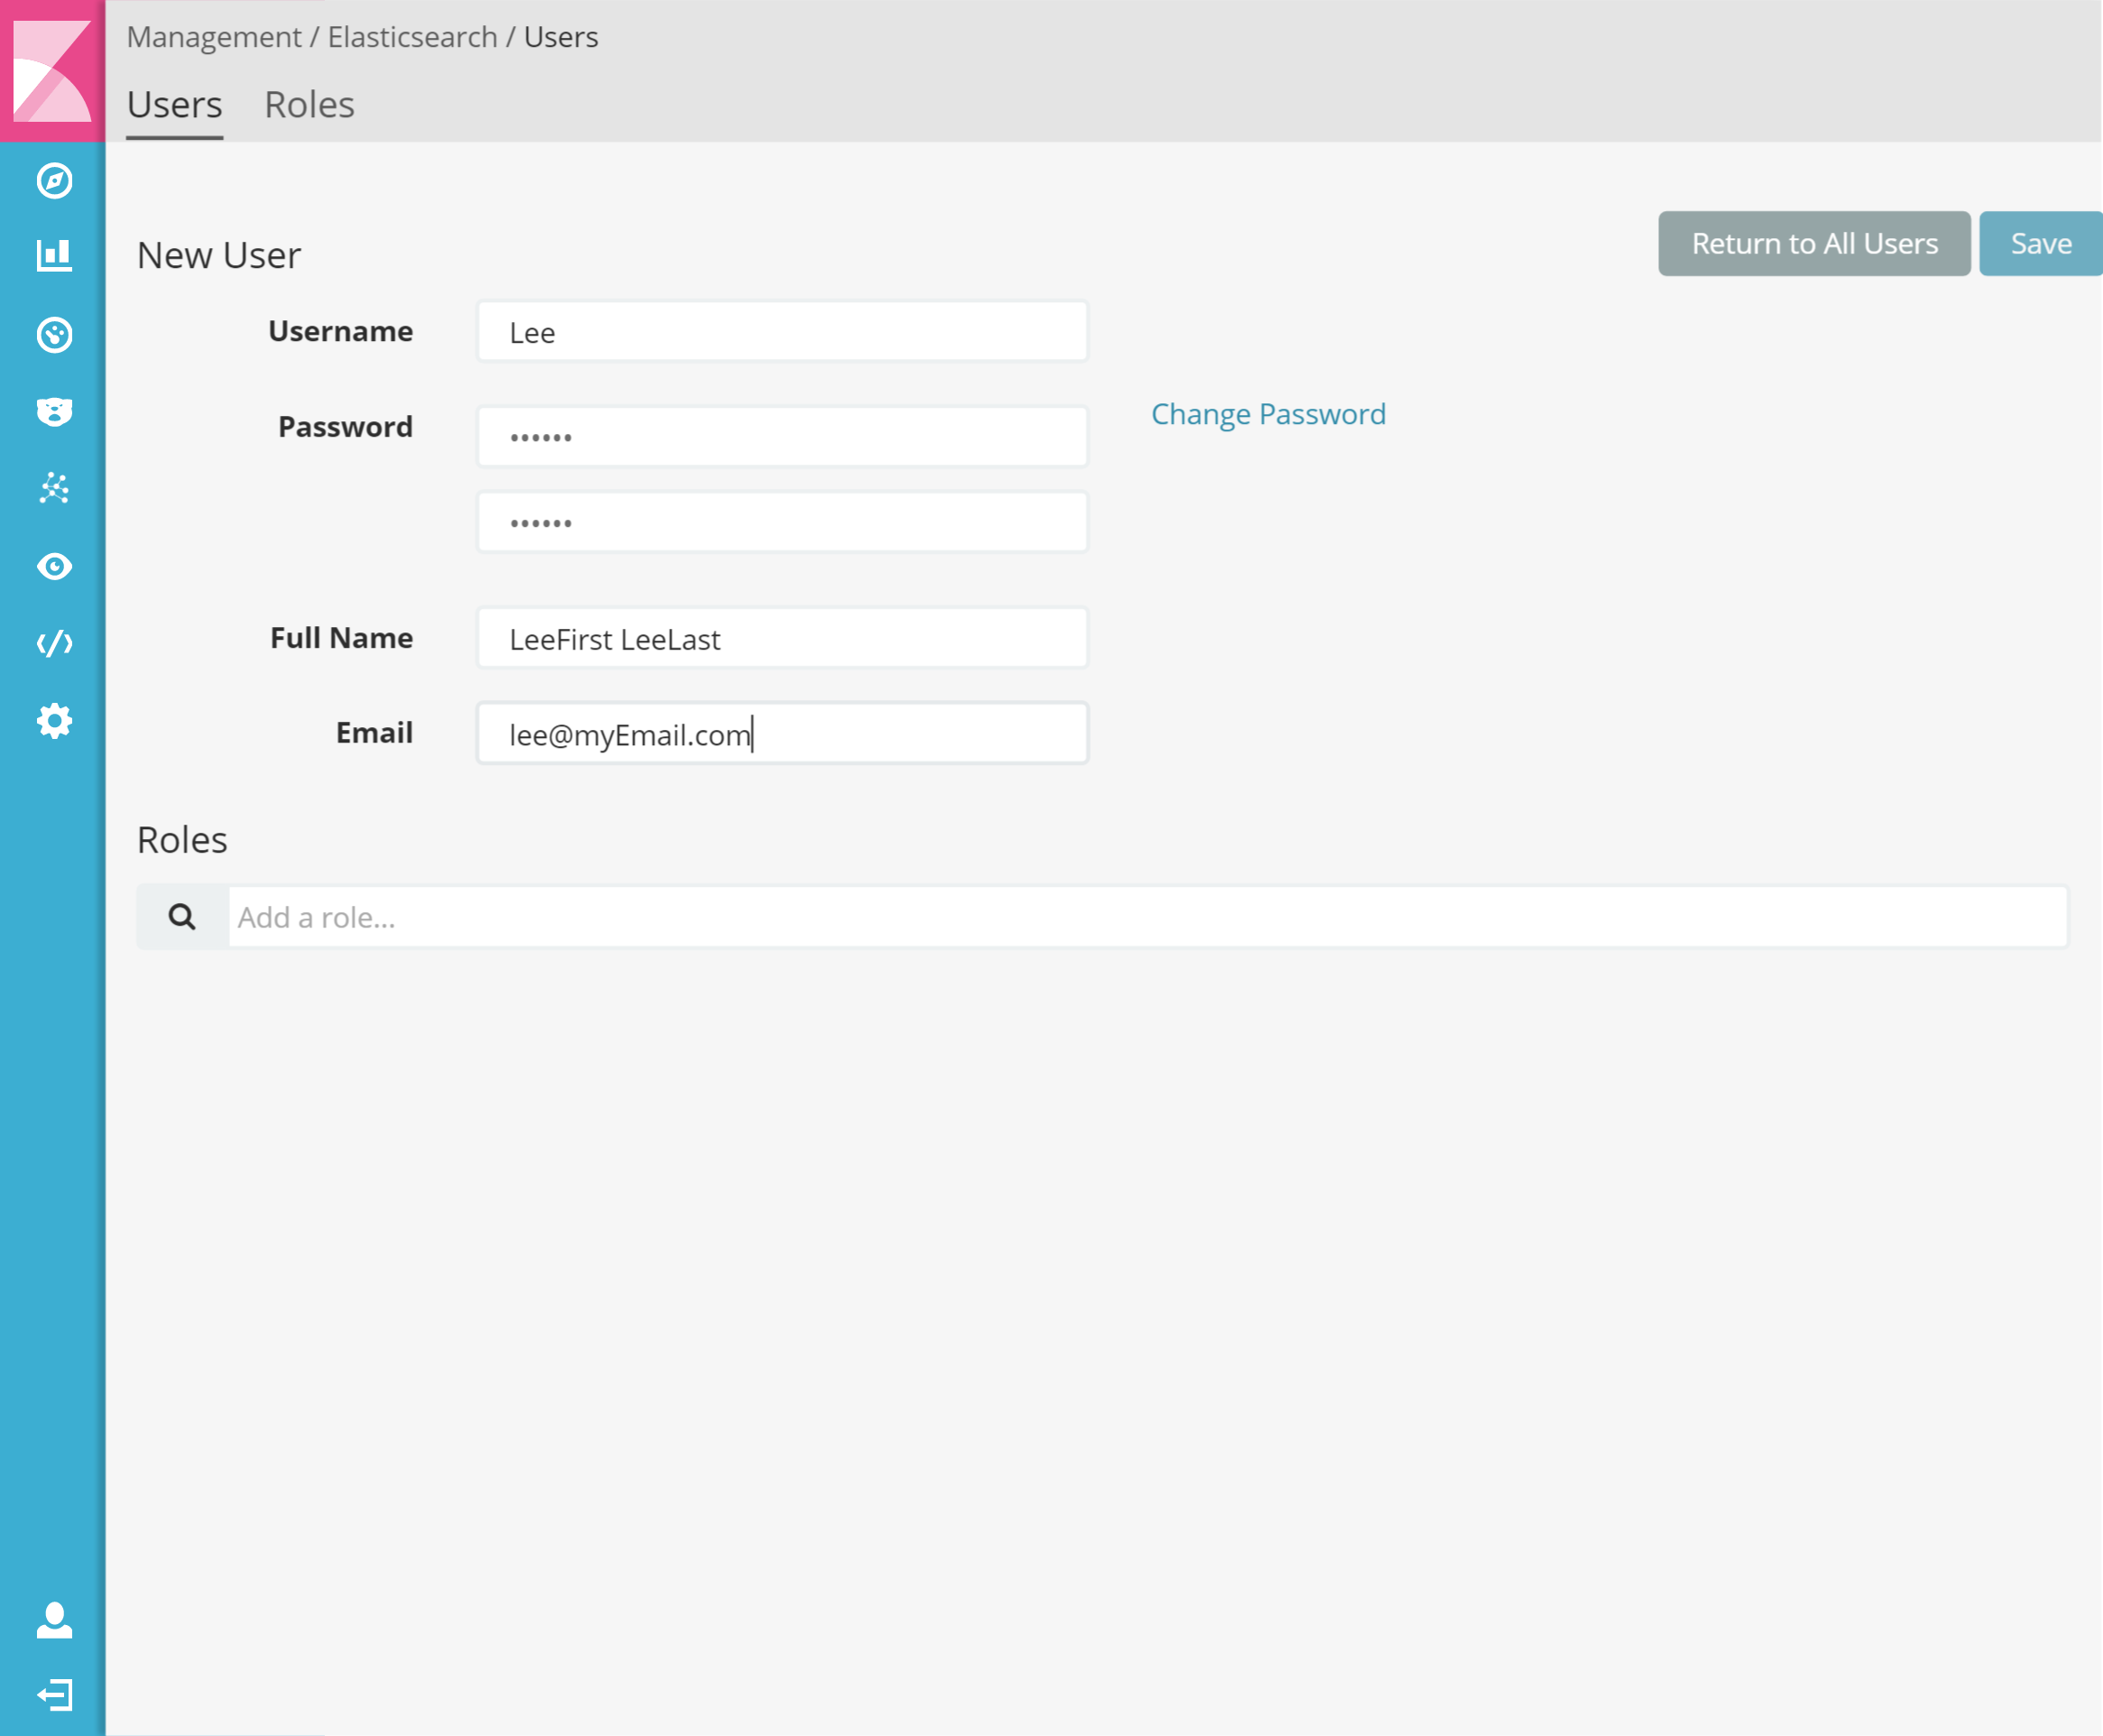 Management / Elasticsearch / Users
Users Roles
New User
Return to All Users Save
Username Lee
Password •••••• Change Password
••••••
Full Name LeeFirst LeeLast
Email lee@myEmail.com
Roles
Add a role...